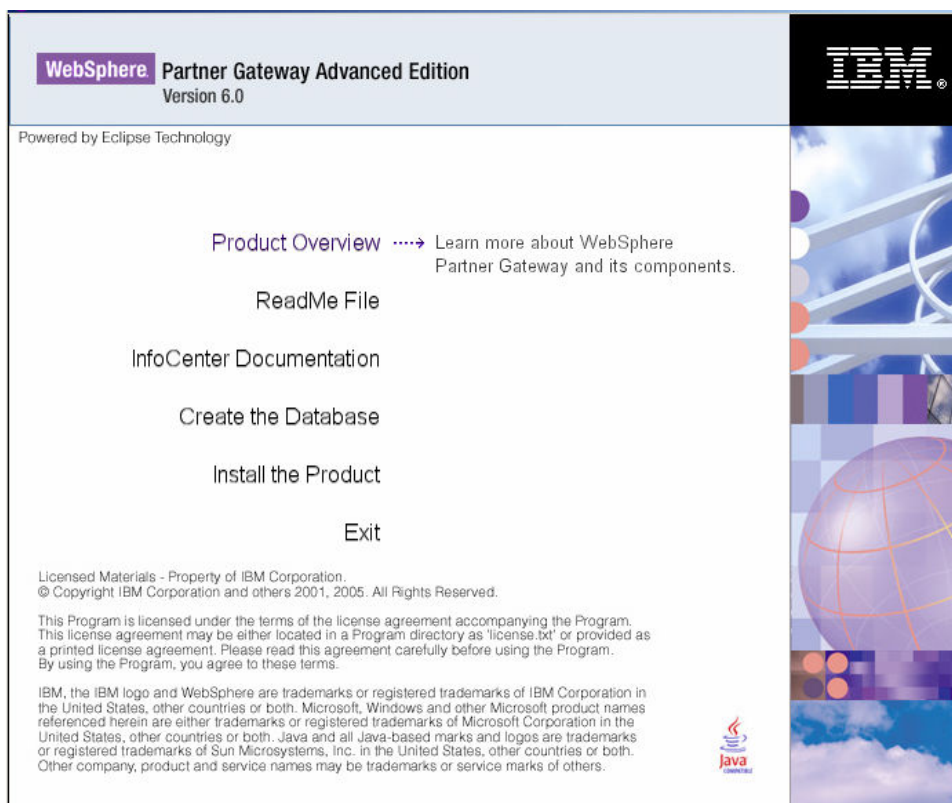 WebSphere. Partner Gateway Advanced Edition
Version 6.0
IBM®
Powered by Eclipse Technology
Product Overview Learn more about WebSphere
Partner Gateway and its components.
ReadMe File
InfoCenter Documentation
Create the Database
Install the Product
Exit
Licensed Materials - Property of IBM Corporation.
© Copyright IBM Corporation and others 2001, 2005. All Rights Reserved.
This Program is licensed under the terms of the license agreement accompanying the Program.
This license agreement may be either located in a Program directory as 'license.txt' or provided as
a printed license agreement. Please read this agreement carefully before using the Program.
By using the Program, you agree to these terms.
IBM, the IBM logo and WebSphere are trademarks or registered trademarks of IBM Corporation in
the United States, other countries or both. Microsoft, Windows and other Microsoft product names
referenced herein are either trademarks or registered trademarks of Microsoft Corporation in the
United States, other countries or both. Java and all Java-based marks and logos are trademarks
or registered trademarks of Sun Microsystems, Inc. in the United States, other countries or both.
Other company, product and service names may be trademarks or service marks of others.
Java
COMPATIBLE